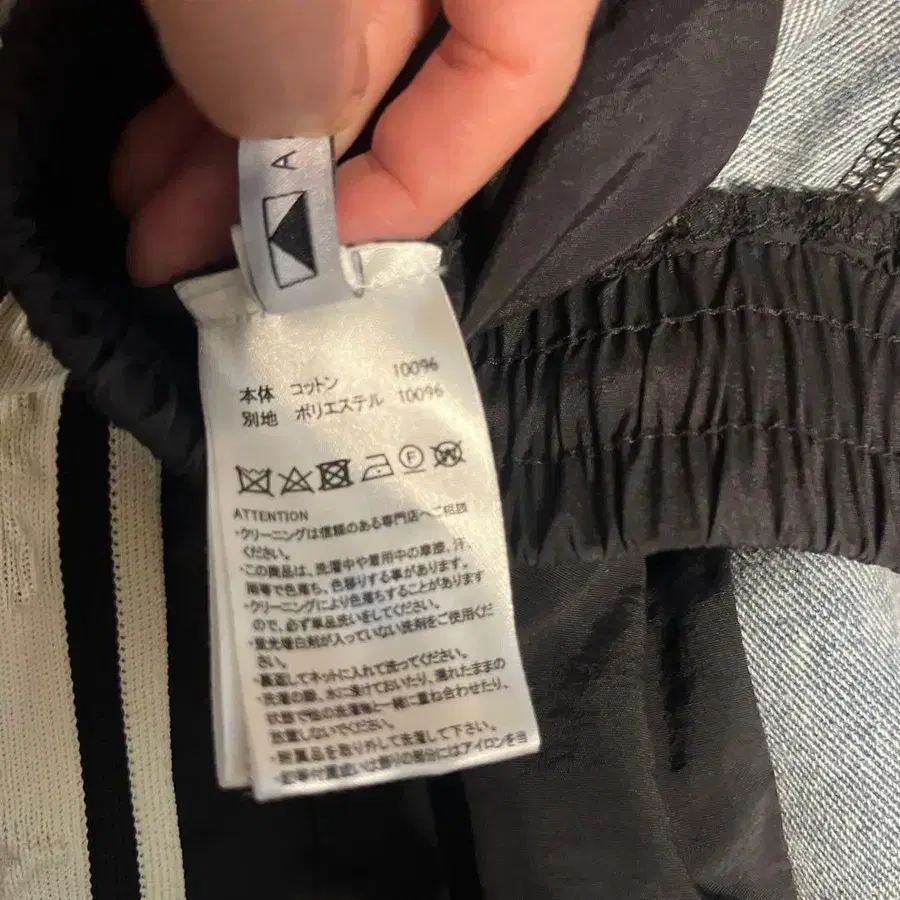 A
本体 コットン 100%
別地 ポリエステル 100%
F W
ATTENTION
・クリーニングは信頼のある専門店へご相談
ください。
・この商品は、洗濯中や着用中の摩擦、汗、
雨等で色落ち、色移りする事があります。
・クリーニングにより色落ちすることがあります
ので、必ず単品洗いをしてください。
・蛍光増白剤が入っていない洗剤をご使用くだ
さい。
・裏返してネットに入れて洗ってください。
・洗濯の際、水に浸けておいたり、濡れたままの
状態で他の洗濯物と一緒に重ね合わせたり、
放置しないでください。
・附属品を取り外して洗濯して下さい。